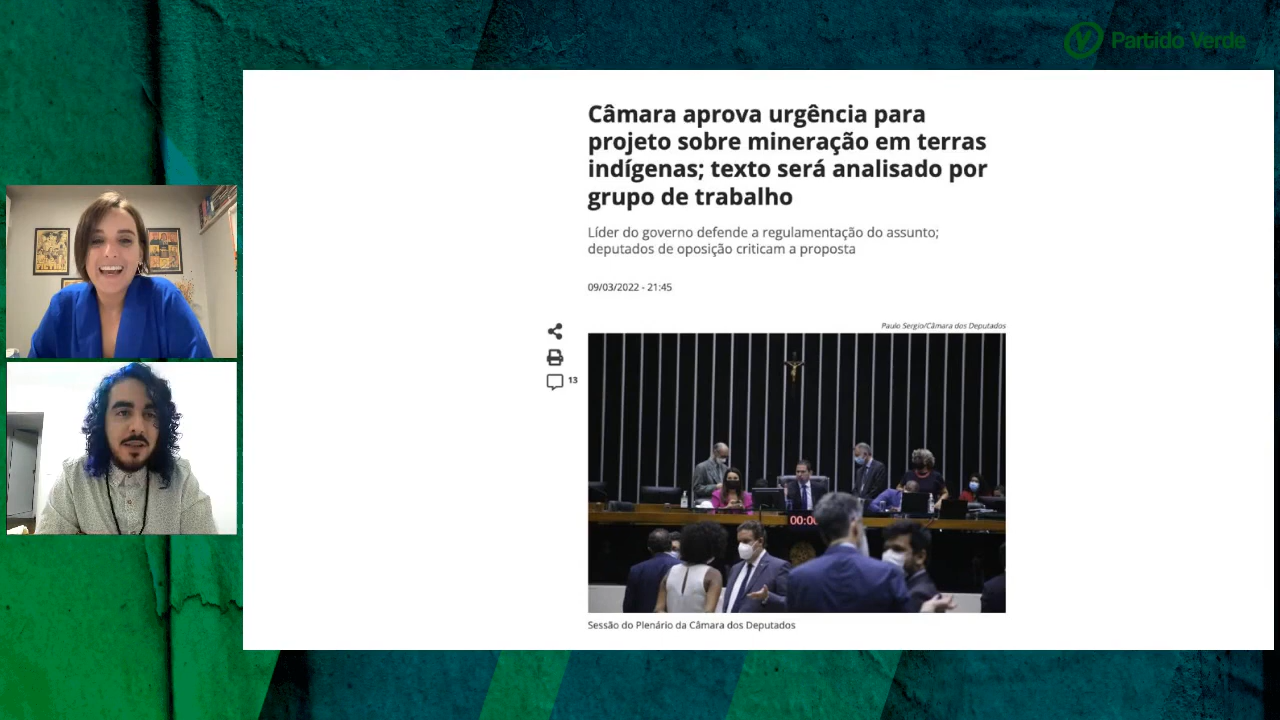 Partido Verde
Câmara aprova urgência para
projeto sobre mineração em terras
indígenas; texto será analisado por
grupo de trabalho
Líder do governo defende a regulamentação do assunto;
deputados de oposição criticam a proposta
09/03/2022 - 21:45
Paulo Sergio/Câmara dos Deputados
13
00:00
Sessão do Plenário da Câmara dos Deputados